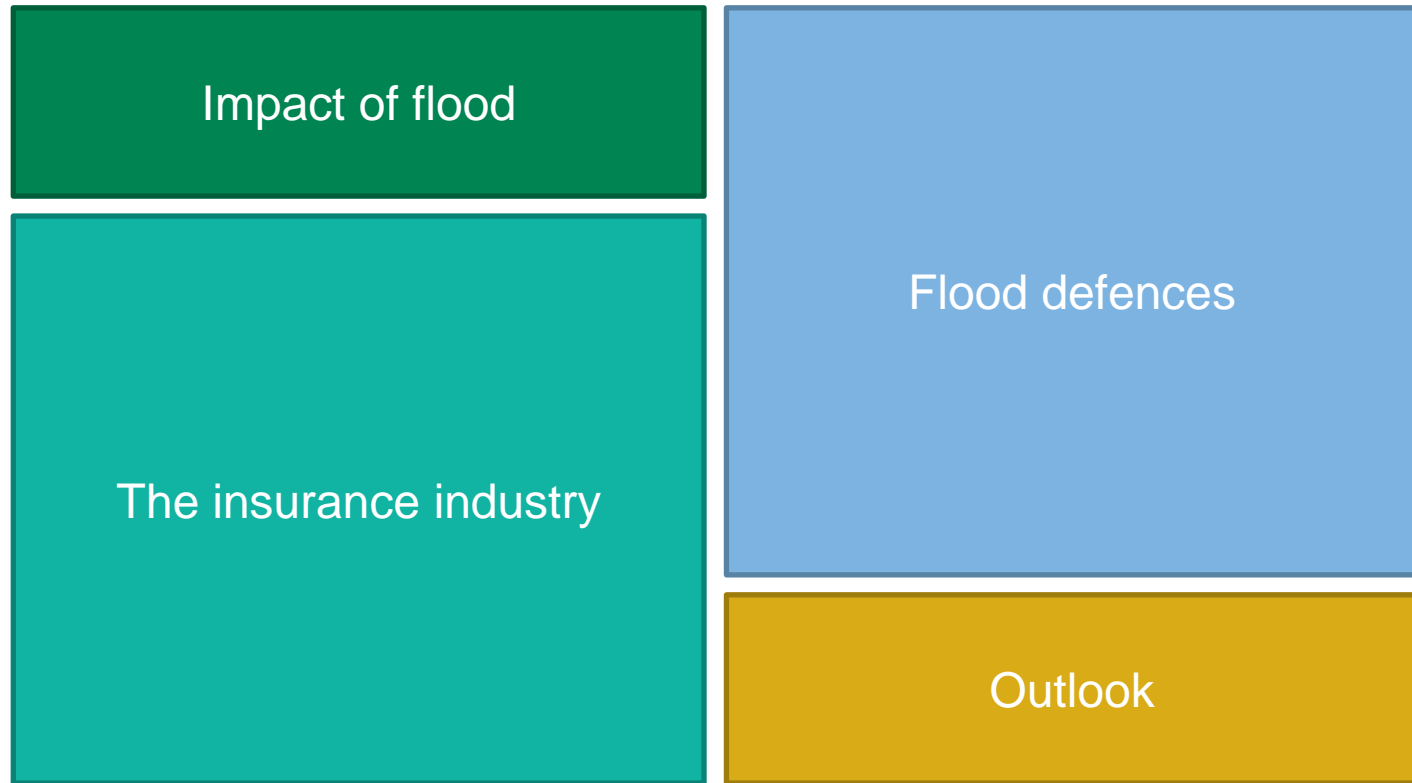 Impact of flood
The insurance industry
Flood defences
Outlook